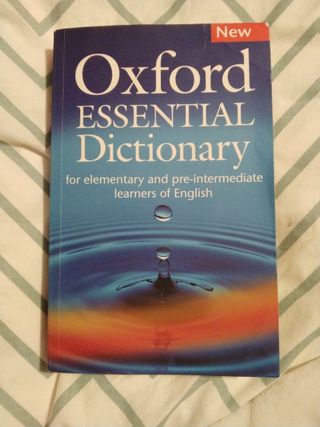 New
Oxford
ESSENTIAL
Dictionary
for elementary and pre-intermediate
learners of English